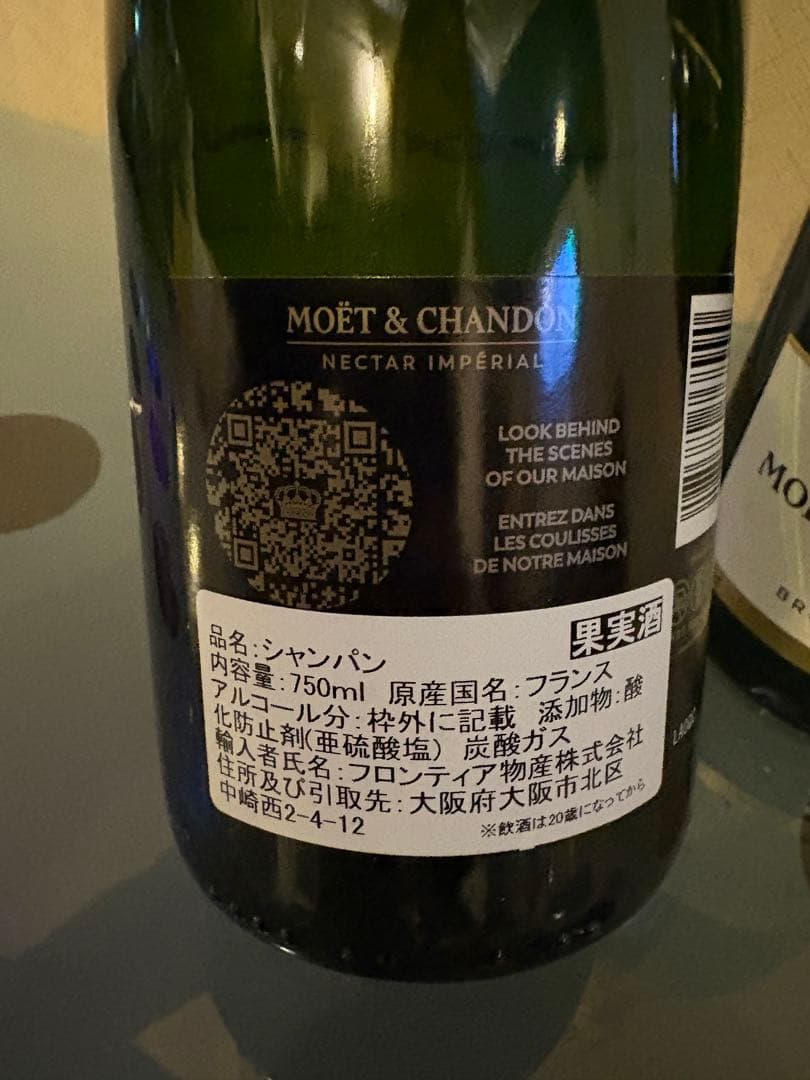 MOËT & CHANDON
NECTAR IMPÉRIAL
LOOK BEHIND
THE SCENES
OF OUR MAISON
ENTREZ DANS
LES COULISSES
DE NOTRE MAISON
果実酒
品名:シャンパン
内容量:750ml 原産国名:フランス
アルコール分:枠外に記載 添加物:酸
化防止剤(亜硫酸塩) 炭酸ガス
輸入者氏名:フロンティア物産株式会社
住所及び引取先:大阪府大阪市北区
中崎西2-4-12
※飲酒は20歳になってから
MO
BR